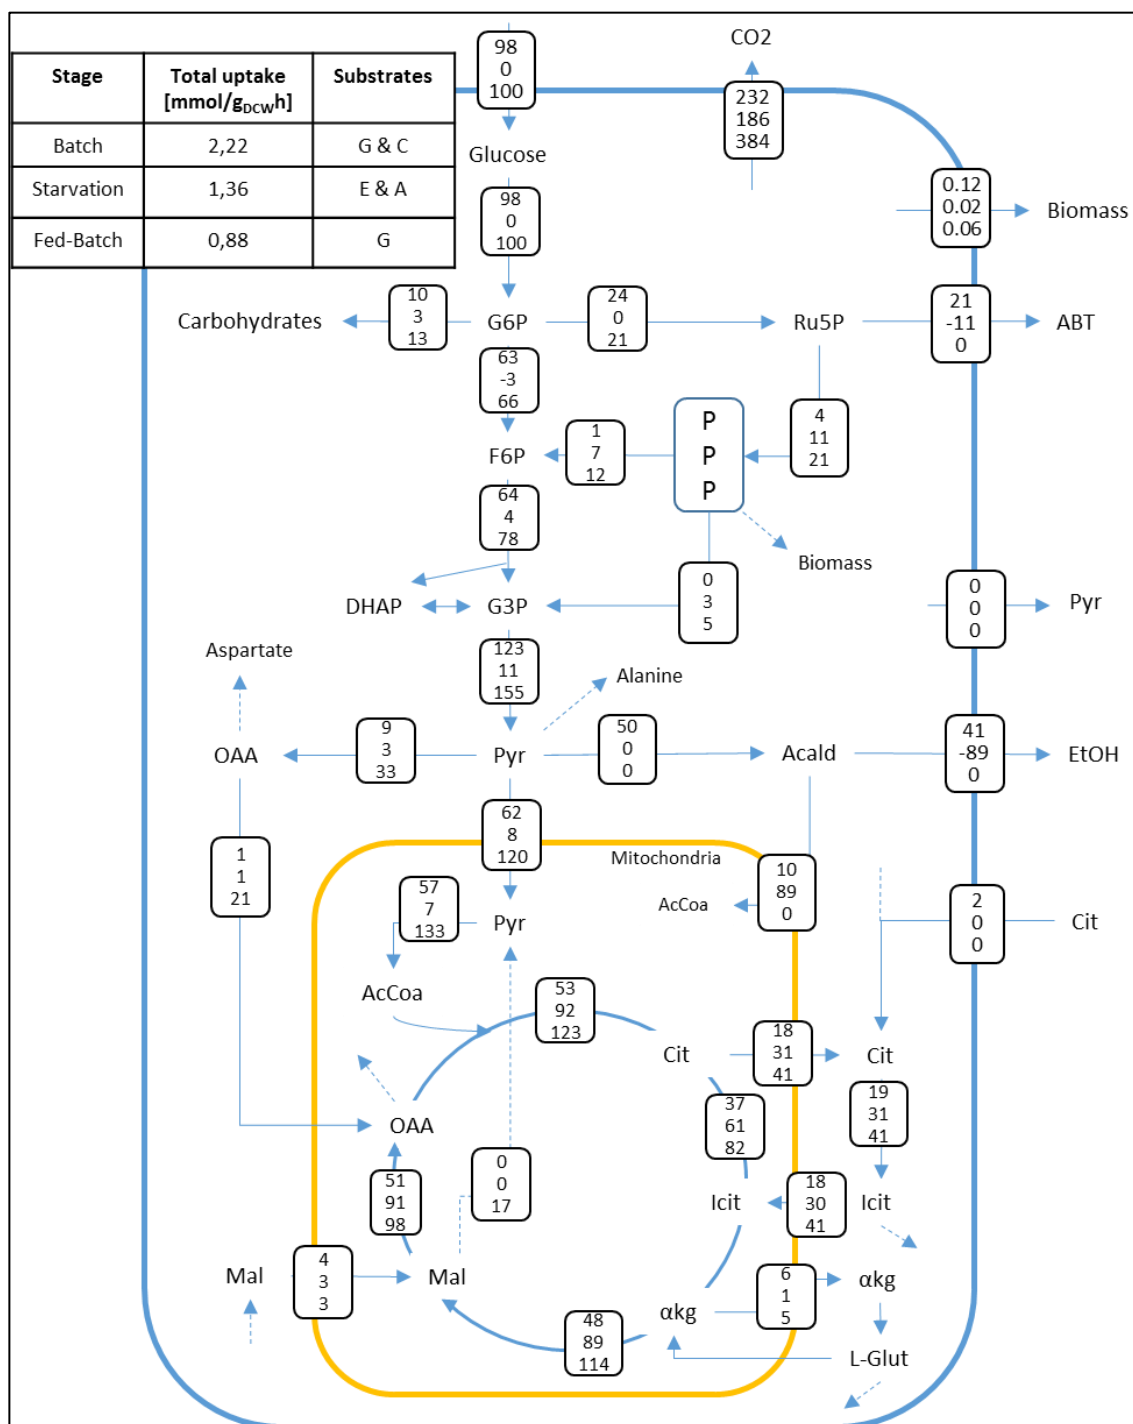 98
0
100
CO2
Stage Total uptake [mmol/gDCWh] Substrates
Batch 2,22 G & C
Starvation 1,36 E & A
Fed-Batch 0,88 G
232
186
384
Glucose
0.12
0.02
0.06
Biomass
98
0
100
Carbohydrates
10
3
13
G6P
24
0
21
Ru5P
21
-11
0
ABT
63
-3
66
F6P
1
7
12
P
P
P
4
11
21
64
4
78
Biomass
DHAP
G3P
0
3
5
0
0
0
Pyr
Aspartate
123
11
155
Alanine
OAA
9
3
33
Pyr
50
0
0
Acald
41
-89
0
EtOH
62
8
120
1
1
21
Mitochondria
10
89
0
AcCoa
57
7
133
Pyr
2
0
0
Cit
AcCoa
53
92
123
Cit
18
31
41
Cit
OAA
37
61
82
19
31
41
51
91
98
0
0
17
Icit
18
30
41
Icit
Mal
4
3
3
Mal
6
1
5
αkg
αkg
48
89
114
L-Glut